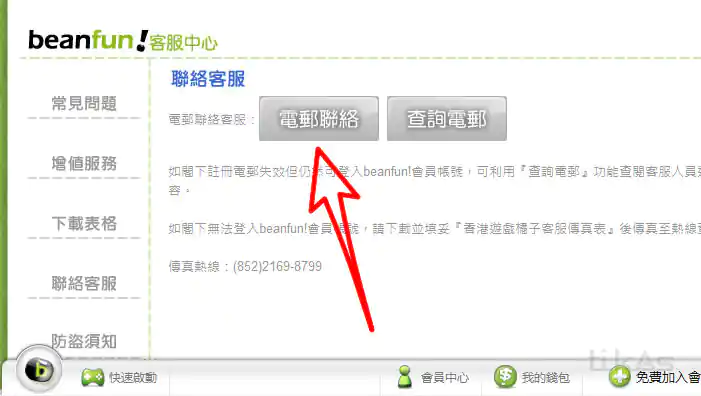 beanfun!客服中心
聯絡客服
常見問題
電郵聯絡客服： 電郵聯絡 查詢電郵
增值服務
如閣下註冊電郵失效但仍可登入beanfun!會員帳號，可利用『查詢電郵』功能查閱客服人員
容。
下載表格
如閣下無法登入beanfun!會員帳號，請下載並填妥『香港遊戲橘子客服傳真表』後傳真至熱線
傳真熱線：(852)2169-8799
聯絡客服
防盜須知
快速啟動 會員中心 我的錢包 免費加入會
LikAs